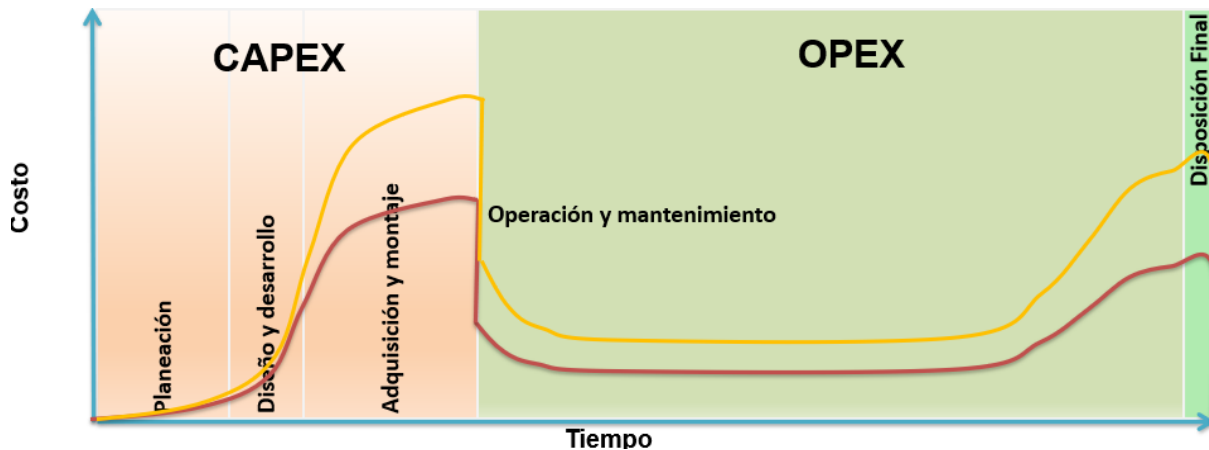 CAPEX
OPEX
Costo
Planeación
Diseño y desarrollo
Adquisición y montaje
Operación y mantenimiento
Disposición Final
Tiempo